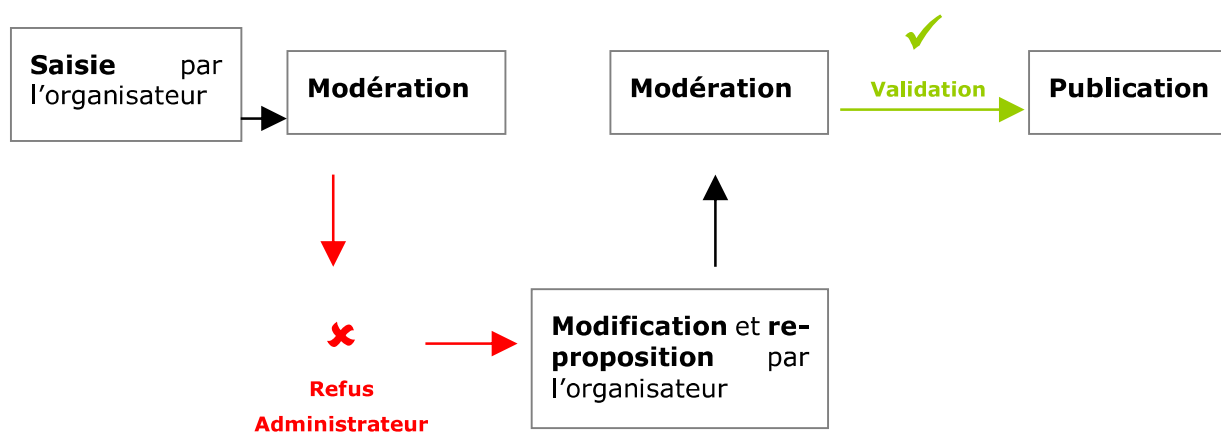 Saisie par
l’organisateur
Modération
Modération
Validation
Publication
Refus
Administrateur
Modification et re-
proposition par
l’organisateur